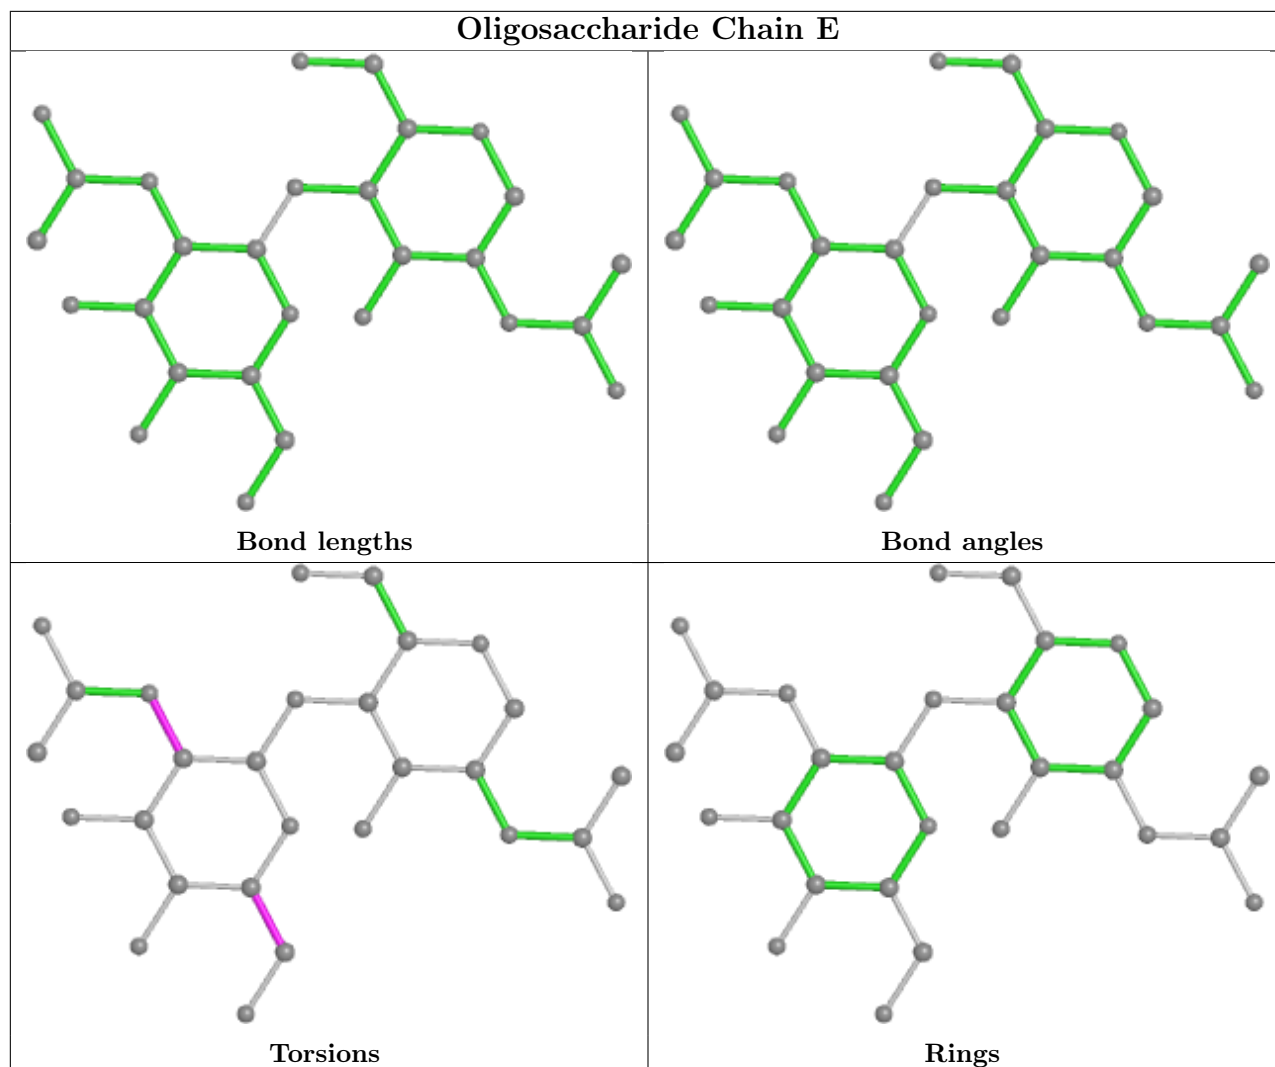 Oligosaccharide Chain E
Bond lengths
Bond angles
Torsions
Rings